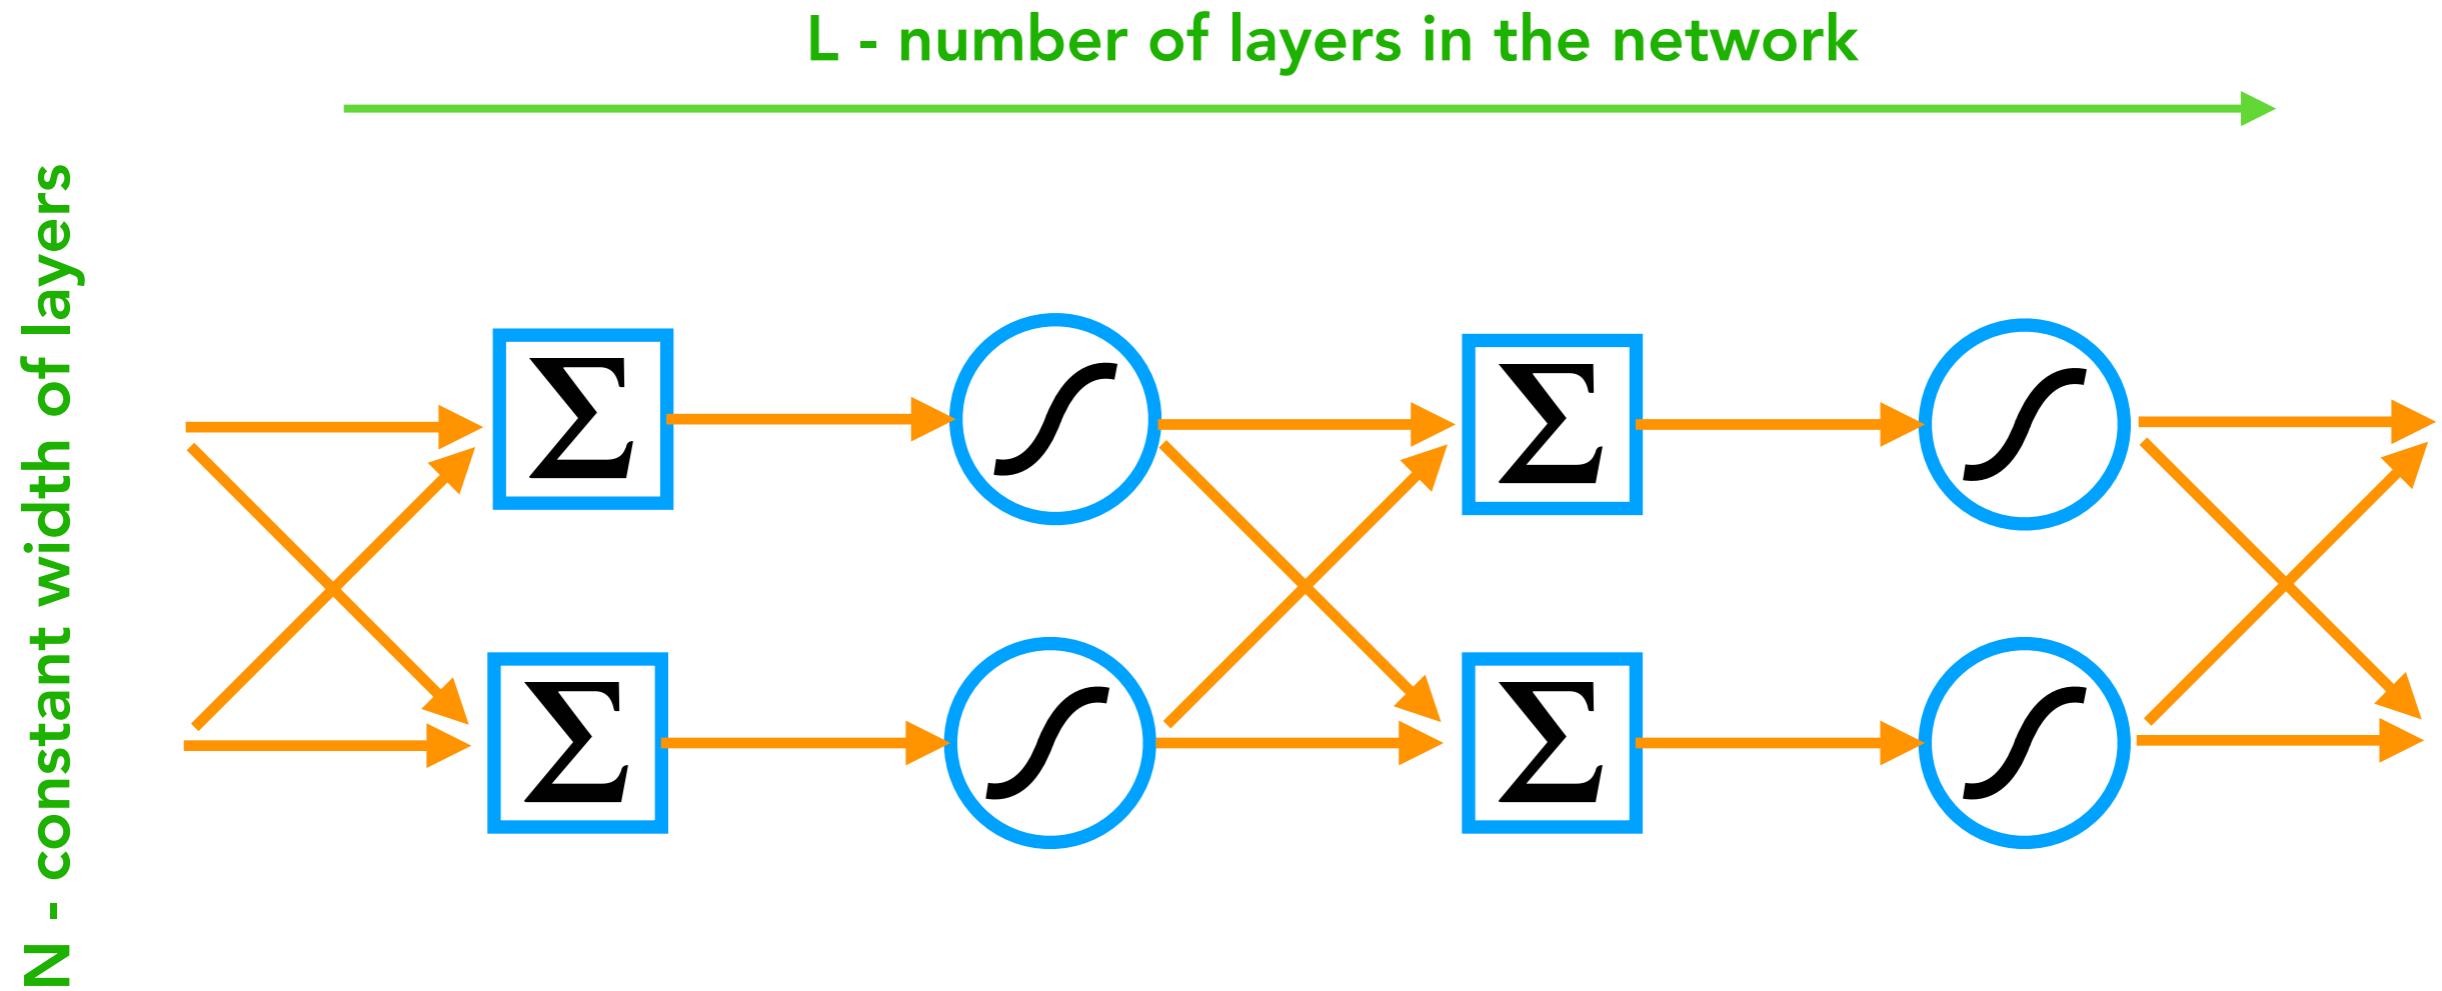 L - number of layers in the network
N - constant width of layers
Σ
Σ
Σ
Σ